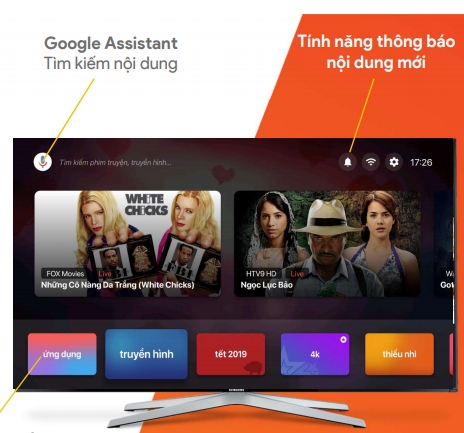 Google Assistant
Tìm kiếm nội dung
Tính năng thông báo
nội dung mới
Tìm kiếm phim truyện, truyền hình...
17:26
WHITE
CHICKS
FOX Movies Live
Những Cô Nàng Da Trắng (White Chicks)
HTV9 HD Live
Ngọc Lục Bảo
ứng dụng
truyền hình
tết 2019
4k
thiếu nhi
SAMSUNG